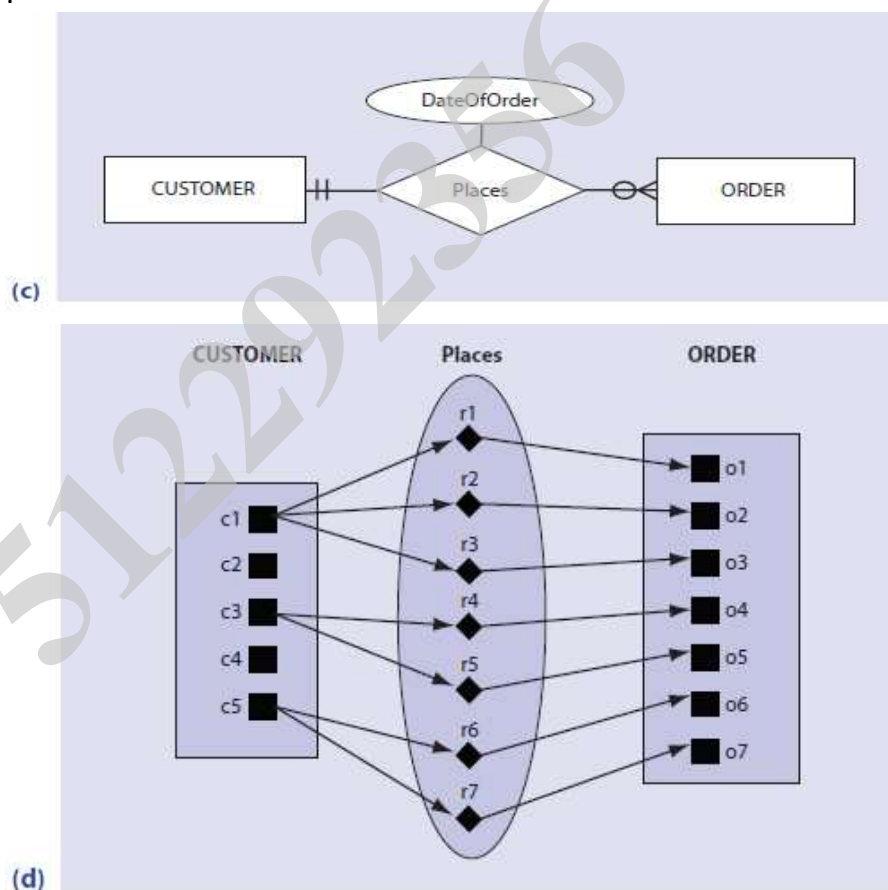 DateOfOrder
CUSTOMER Places ORDER
(c)
CUSTOMER Places ORDER
r1
o1
r2
c1 o2
r3
c2 o3
r4
c3 o4
r5
c4 o5
r6
c5 o6
r7
o7
(d)
512292356